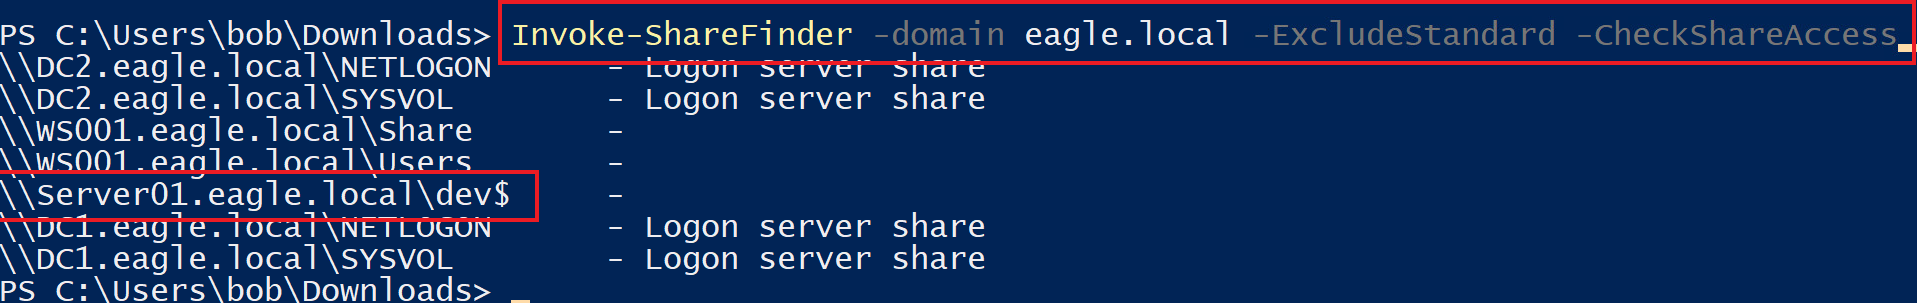 PS C:\Users\bob\Downloads> Invoke-ShareFinder -domain eagle.local -ExcludeStandard -CheckShareAccess
\\DC2.eagle.local\NETLOGON      - Logon server share
\\DC2.eagle.local\SYSVOL        - Logon server share
\\WS001.eagle.local\Share       -
\\WS001.eagle.local\Users       -
\\Server01.eagle.local\dev$     -
\\DC1.eagle.local\NETLOGON      - Logon server share
\\DC1.eagle.local\SYSVOL        - Logon server share
PS C:\Users\bob\Downloads>